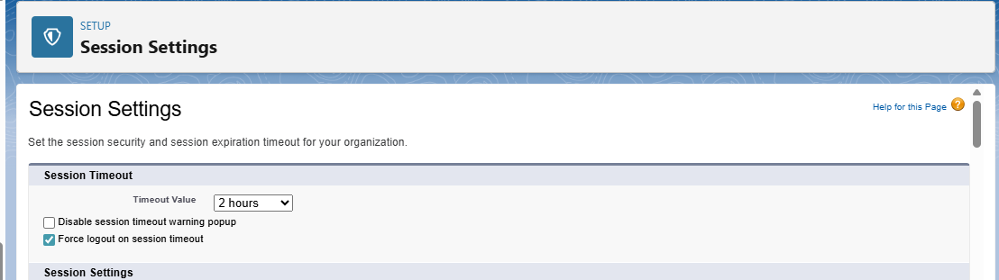 SETUP
Session Settings
Session Settings
Help for this Page ?
Set the session security and session expiration timeout for your organization.
Session Timeout
Timeout Value 2 hours
Disable session timeout warning popup
Force logout on session timeout
Session Settings